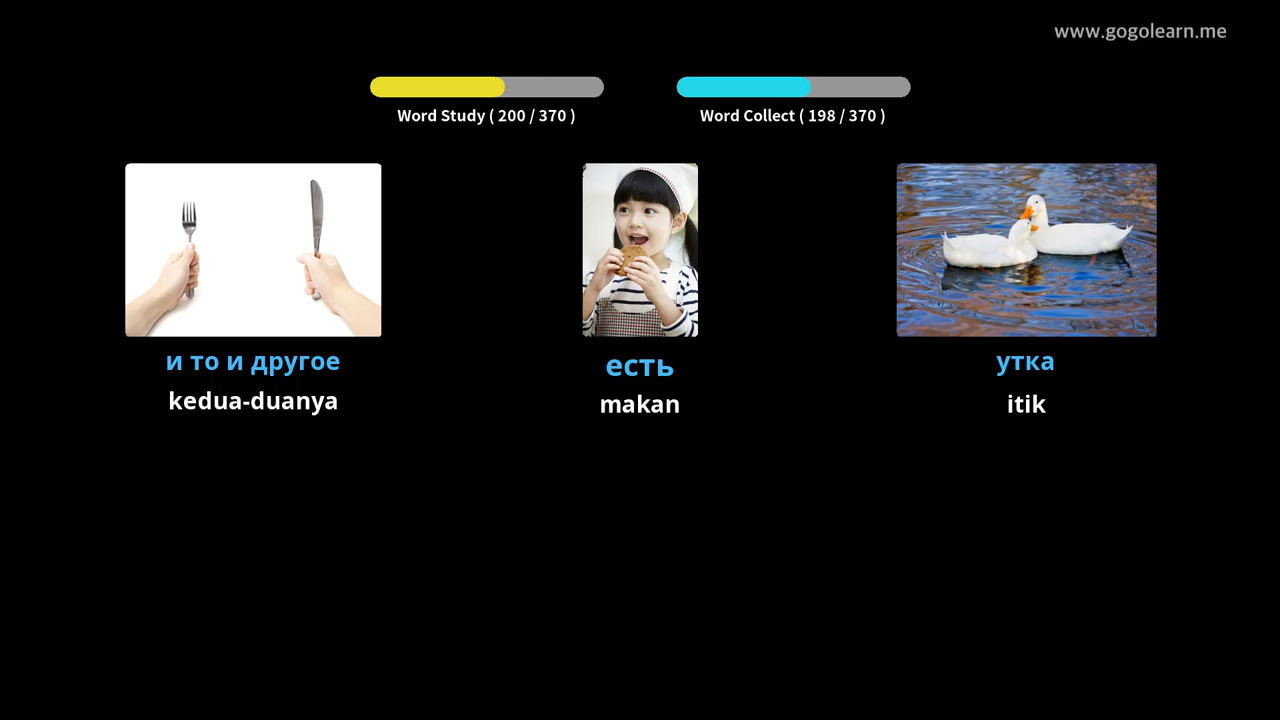 www.gogolearn.me
Word Study ( 200 / 370 )
Word Collect ( 198 / 370 )
и то и другое
kedua-duanya
есть
makan
утка
itik